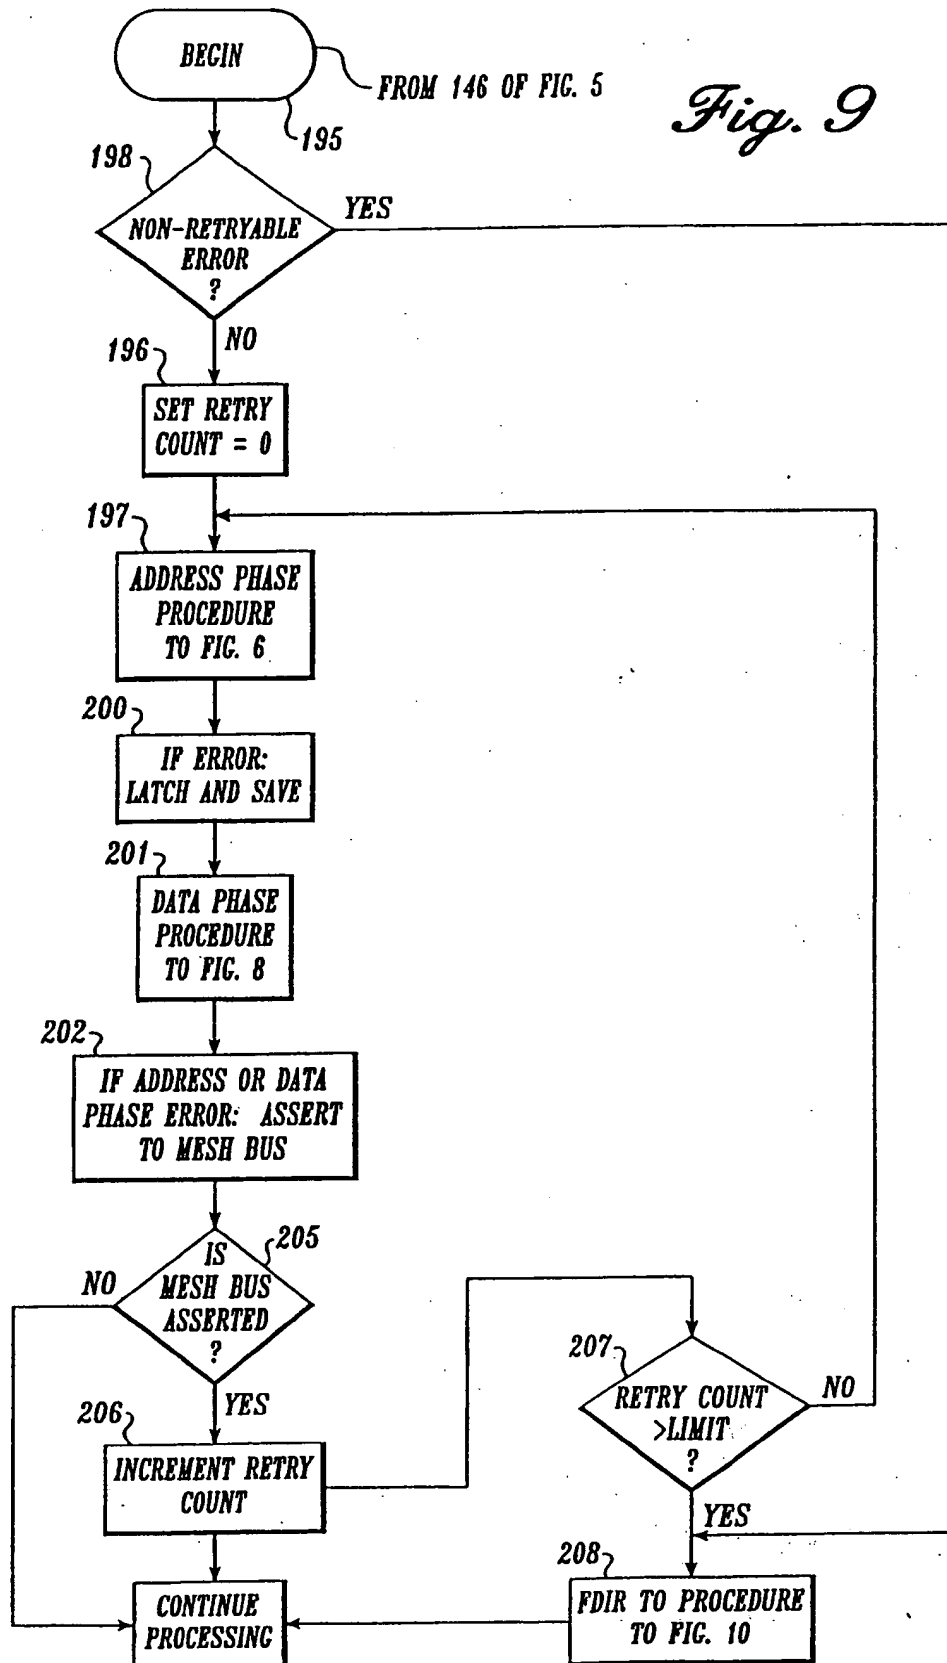 BEGIN
FROM 146 OF FIG. 5
Fig. 9
195
198
YES
NON-RETRYABLE
ERROR
?
NO
196
SET RETRY
COUNT = 0
197
ADDRESS PHASE
PROCEDURE
TO FIG. 6
200
IF ERROR:
LATCH AND SAVE
201
DATA PHASE
PROCEDURE
TO FIG. 8
202
IF ADDRESS OR DATA
PHASE ERROR: ASSERT
TO MESH BUS
205
IS
MESH BUS
ASSERTED
?
NO
YES
206
INCREMENT RETRY
COUNT
207
RETRY COUNT
>LIMIT
?
NO
YES
208
FDIR TO PROCEDURE
TO FIG. 10
CONTINUE
PROCESSING